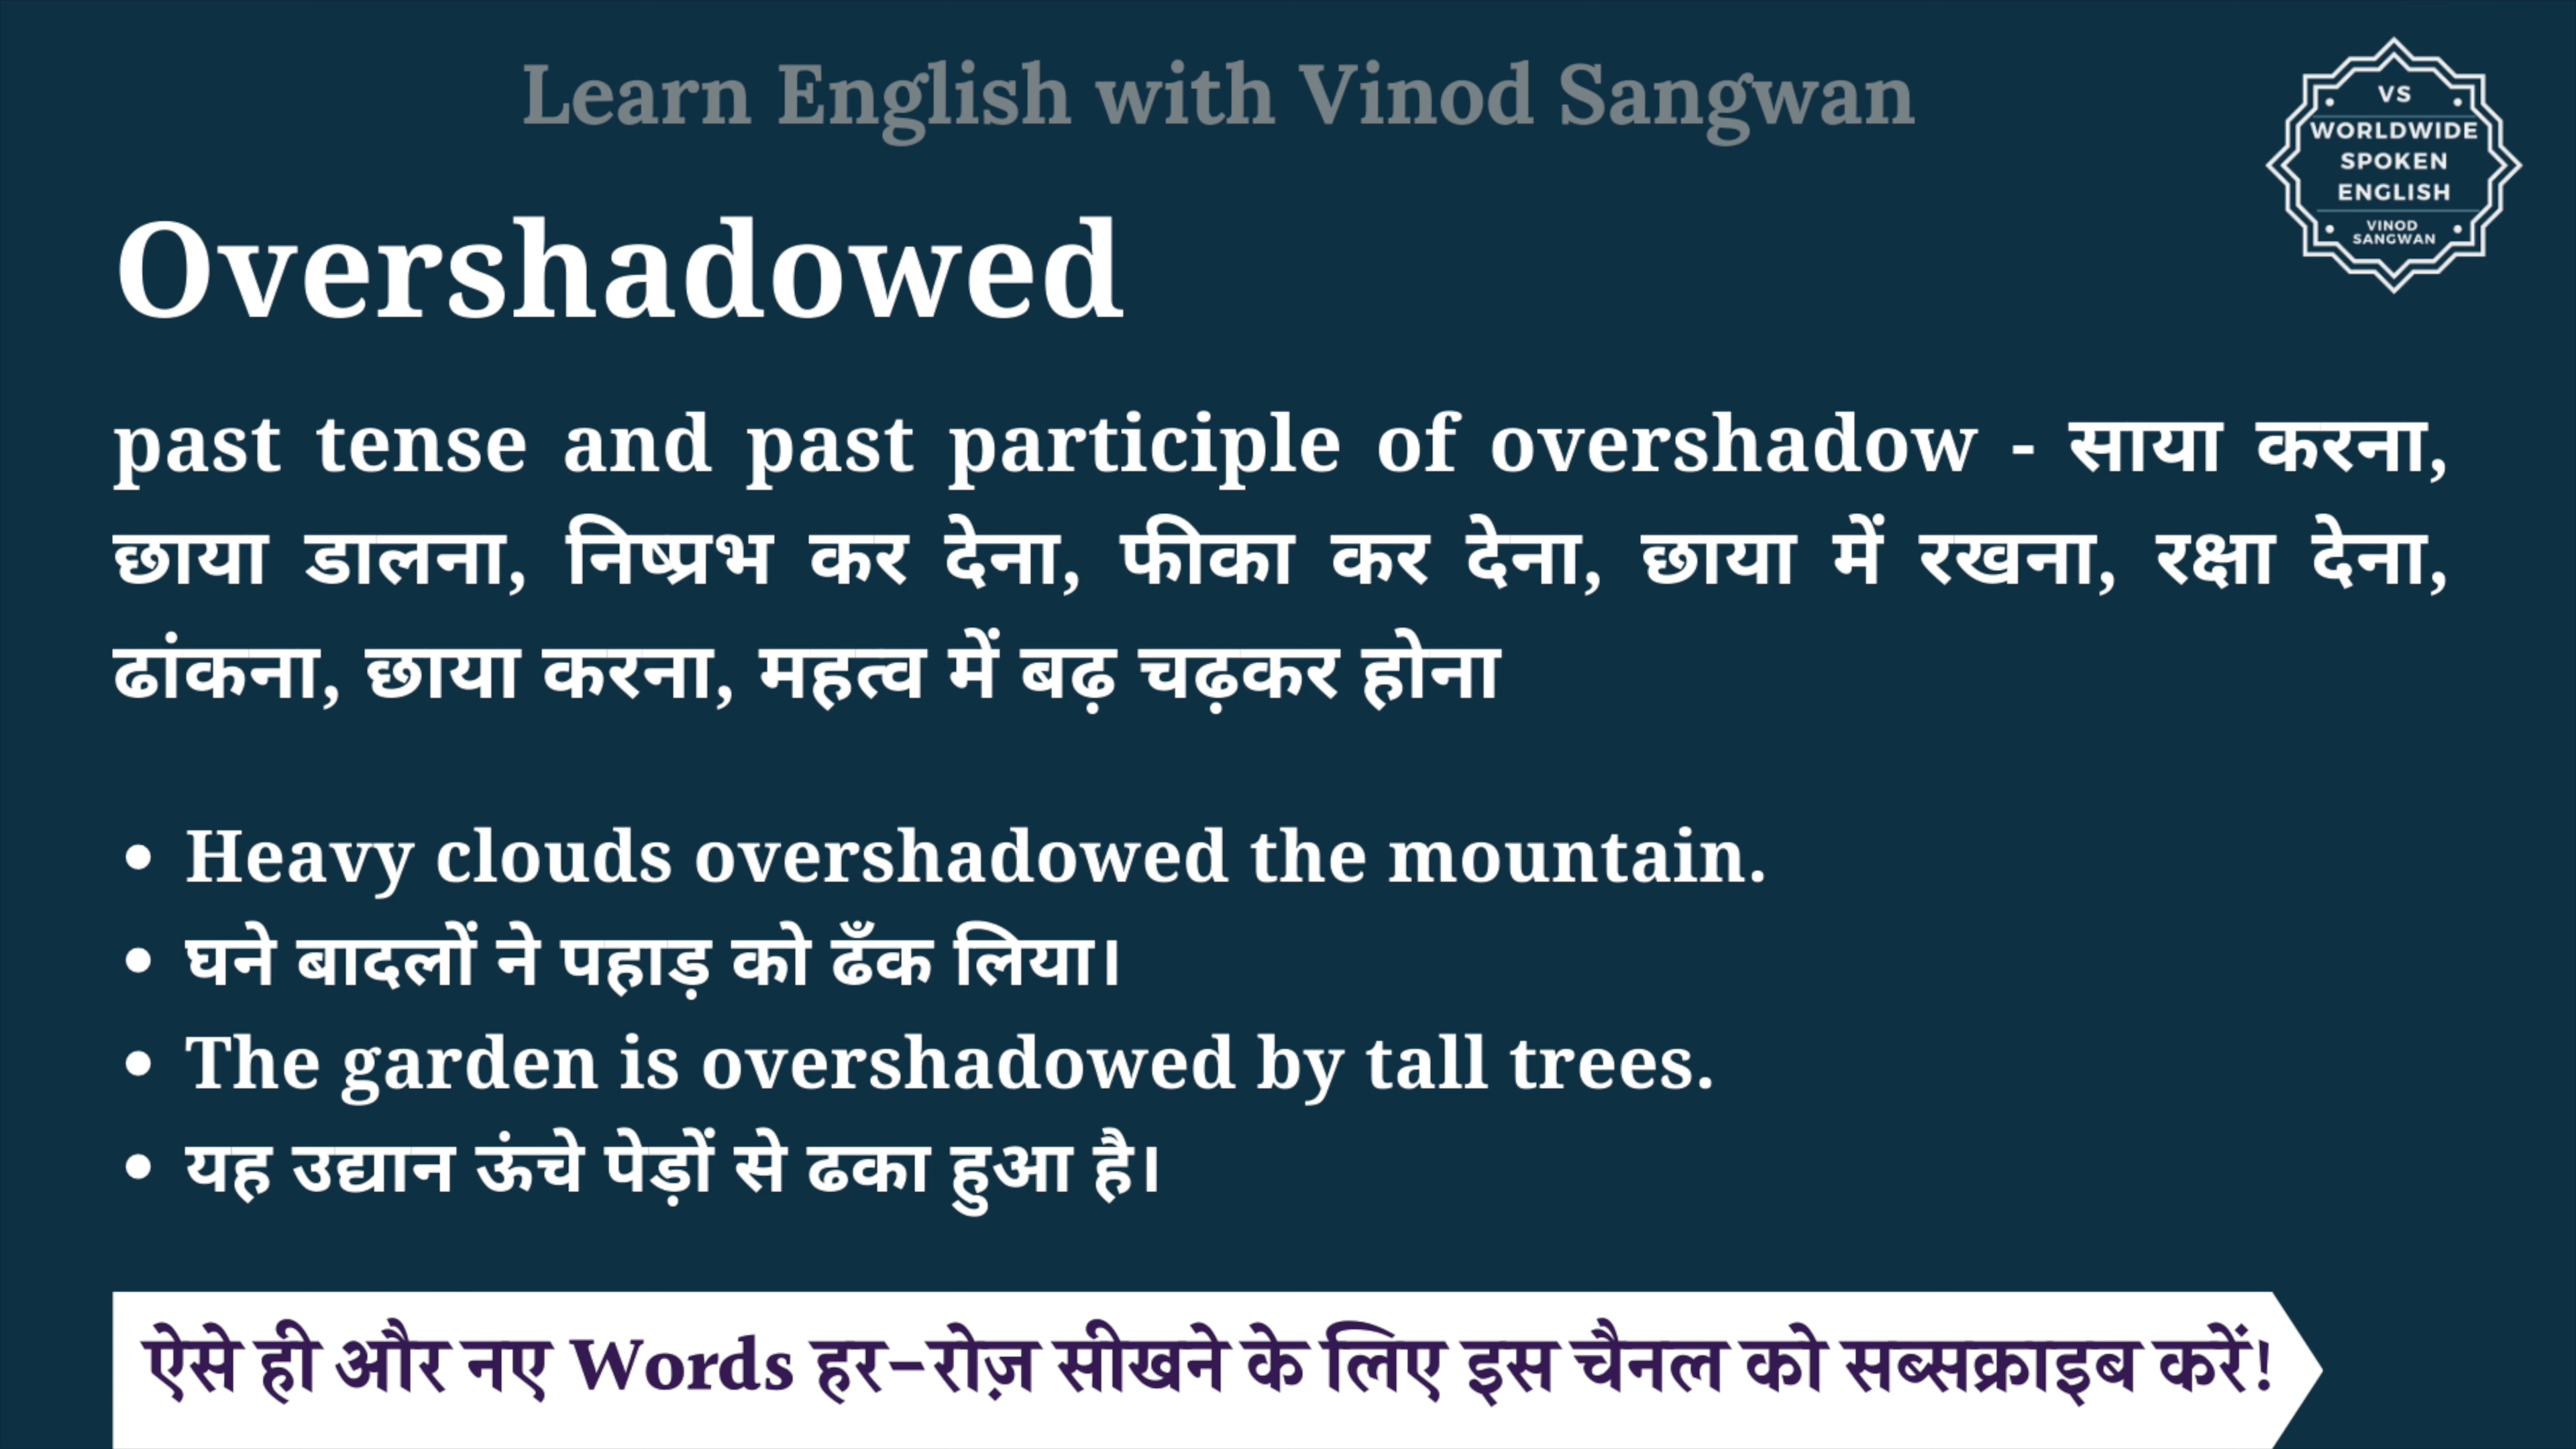 Learn English with Vinod Sangwan
VS
WORLDWIDE
SPOKEN
ENGLISH
VINOD
SANGWAN
Overshadowed
past tense and past participle of overshadow - साया करना,
छाया डालना, निष्प्रभ कर देना, फीका कर देना, छाया में रखना, रक्षा देना,
ढांकना, छाया करना, महत्व में बढ़ चढ़कर होना
• Heavy clouds overshadowed the mountain.
• घने बादलों ने पहाड़ को ढँक लिया।
• The garden is overshadowed by tall trees.
• यह उद्यान ऊंचे पेड़ों से ढका हुआ है।
ऐसे ही और नए Words हर-रोज़ सीखने के लिए इस चैनल को सब्सक्राइब करें!